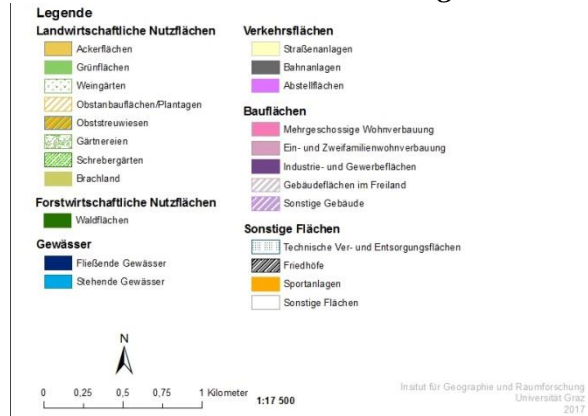 Legende
Landwirtschaftliche Nutzflächen
Ackerflächen
Grünflächen
Weingärten
Obstanbauflächen/Plantagen
Obststreuwiesen
Gärtnereien
Schrebergärten
Brachland
Forstwirtschaftliche Nutzflächen
Waldflächen
Gewässer
Fließende Gewässer
Stehende Gewässer
Verkehrsflächen
Straßenanlagen
Bahnanlagen
Abstellflächen
Bauflächen
Mehrgeschossige Wohnverbauung
Ein- und Zweifamilienwohnverbauung
Industrie- und Gewerbeflächen
Gebäudeflächen im Freiland
Sonstige Gebäude
Sonstige Flächen
Technische Ver- und Entsorgungsflächen
Friedhöfe
Sportanlagen
Sonstige Flächen
N
0 0,25 0,5 0,75 1 Kilometer
1:17 500
Institut für Geographie und Raumforschung
Universität Graz
2017